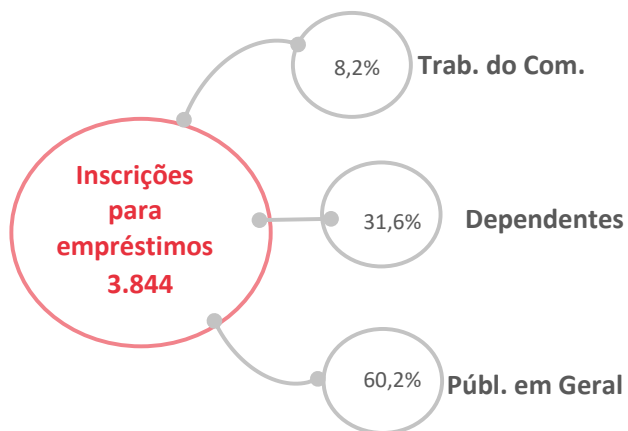 8,2%
Trab. do Com.
Inscrições
para
empréstimos
3.844
31,6%
Dependentes
60,2%
Públ. em Geral